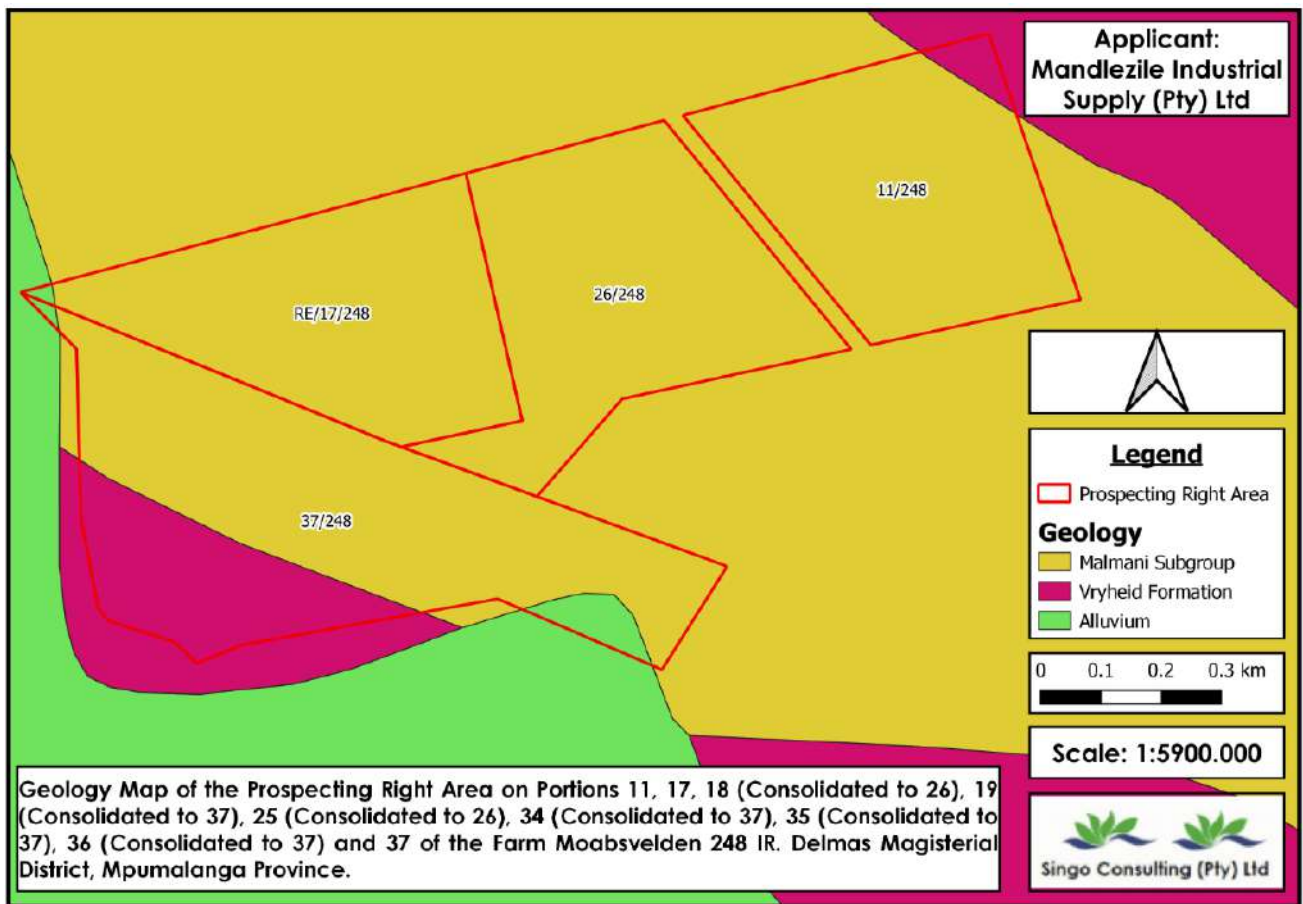 Applicant:
Mandlezile Industrial
Supply (Pty) Ltd
11/248
26/248
RE/17/248
37/248
Legend
Prospecting Right Area
Geology
Malmani Subgroup
Vryheid Formation
Alluvium
0 0.1 0.2 0.3 km
Scale: 1:5900.000
Geology Map of the Prospecting Right Area on Portions 11, 17, 18 (Consolidated to 26), 19
(Consolidated to 37), 25 (Consolidated to 26), 34 (Consolidated to 37), 35 (Consolidated to
37), 36 (Consolidated to 37) and 37 of the Farm Moabsvelden 248 IR. Delmas Magisterial
District, Mpumalanga Province.
Singo Consulting (Pty) Ltd